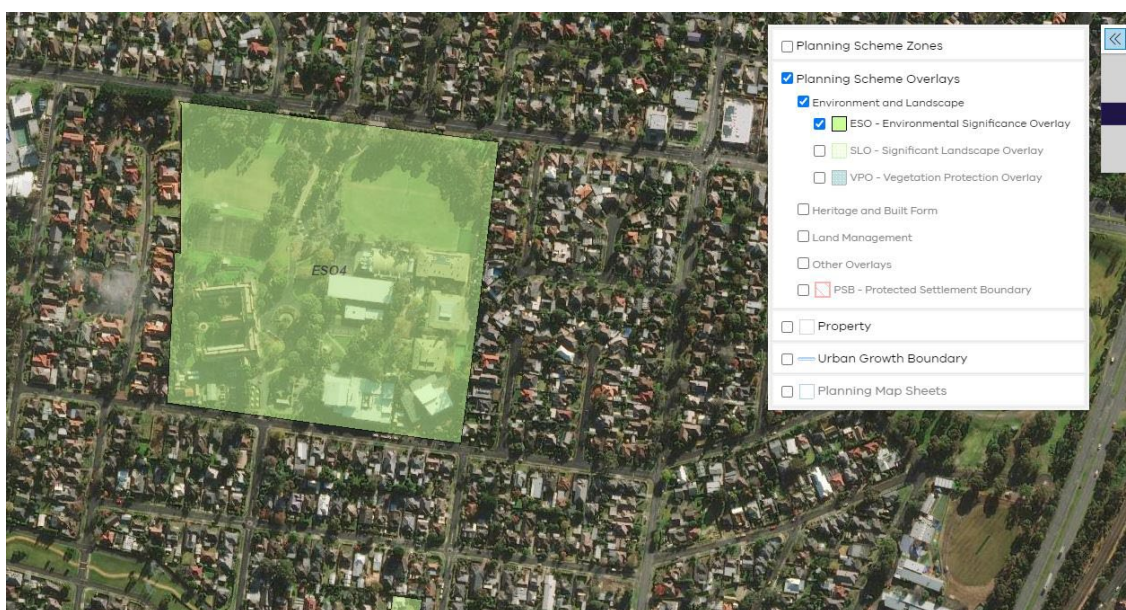 Planning Scheme Zones
Planning Scheme Overlays
Environment and Landscape
ESO - Environmental Significance Overlay
SLO - Significant Landscape Overlay
VPO - Vegetation Protection Overlay
Heritage and Built Form
Land Management
Other Overlays
PSB - Protected Settlement Boundary
Property
Urban Growth Boundary
Planning Map Sheets
ESO4